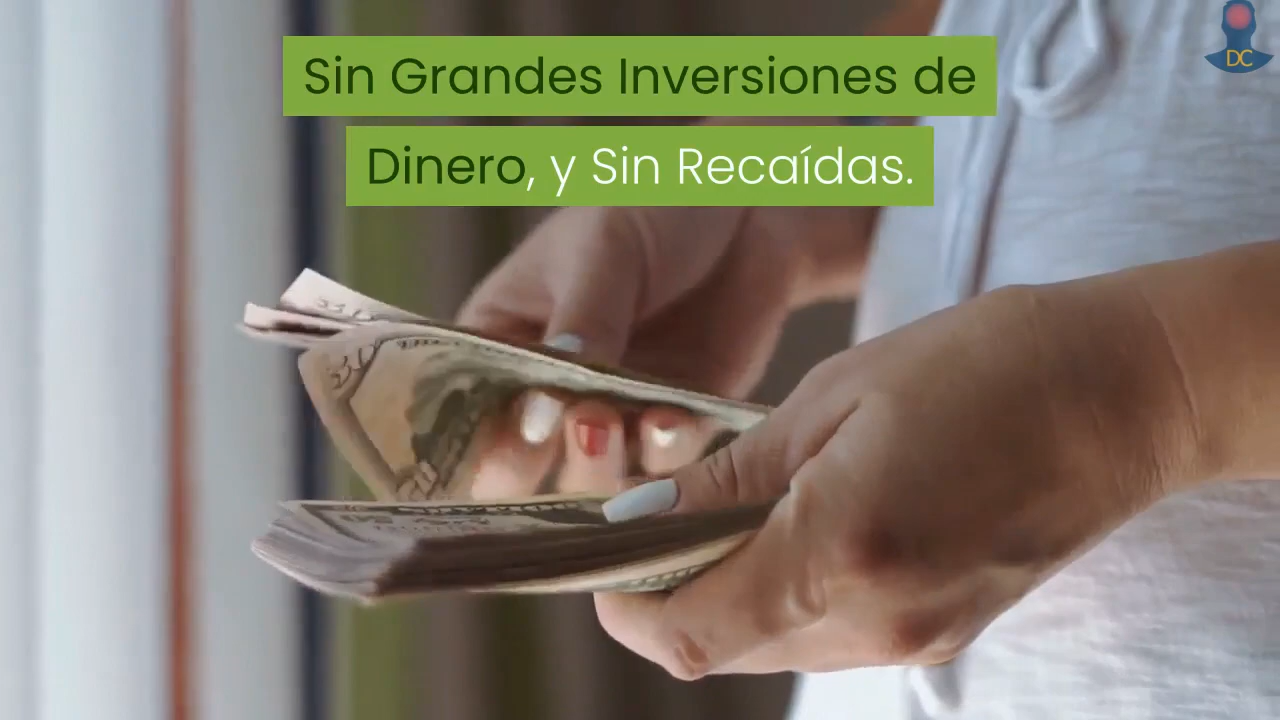 Sin Grandes Inversiones de
Dinero, y Sin Recaídas.
DC